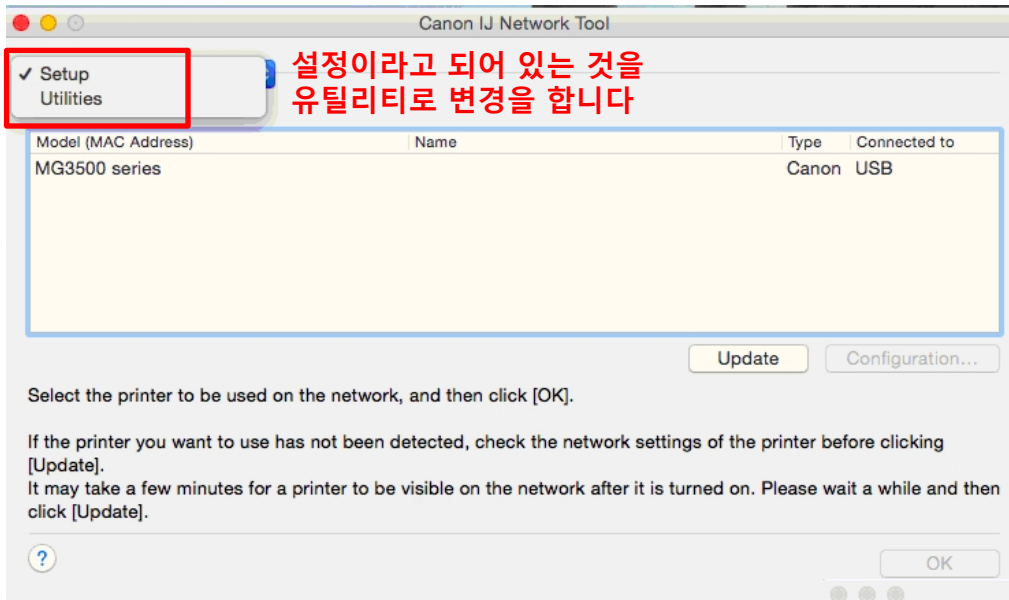 Canon IJ Network Tool
✓ Setup
Utilities
설정이라고 되어 있는 것을
유틸리티로 변경을 합니다
Model (MAC Address) Name Type Connected to
MG3500 series Canon USB
Update Configuration...
Select the printer to be used on the network, and then click [OK].
If the printer you want to use has not been detected, check the network settings of the printer before clicking
[Update].
It may take a few minutes for a printer to be visible on the network after it is turned on. Please wait a while and then
click [Update].
? OK